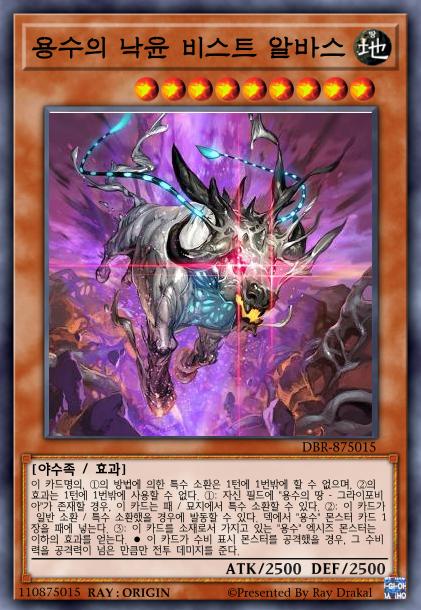 용수의 낙윤 비스트 알바스
땅
地
DBR-875015
[야수족 / 효과]
이 카드명의, ①의 방법에 의한 특수 소환은 1턴에 1번밖에 할 수 없으며, ②의
효과는 1턴에 1번밖에 사용할 수 없다. ①: 자신 필드에 "용수의 땅 - 그라이포비
아"가 존재할 경우, 이 카드는 패 / 묘지에서 특수 소환할 수 있다. ②: 이 카드가
일반 소환 / 특수 소환했을 경우에 발동할 수 있다. 덱에서 "용수" 몬스터 카드 1
장을 패에 넣는다. ③: 이 카드를 소재로서 가지고 있는 "용수" 엑시즈 몬스터는
이하의 효과를 얻는다. ● 이 카드가 수비 표시 몬스터를 공격했을 경우, 그 수비
력을 공격력이 넘은 만큼만 전투 데미지를 준다.
ATK/2500 DEF/2500
110875015 RAY : ORIGIN ©Presented By Ray Drakal